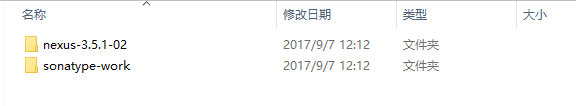 名称 修改日期 类型 大小
nexus-3.5.1-02 2017/9/7 12:12 文件夹
sonatype-work 2017/9/7 12:12 文件夹